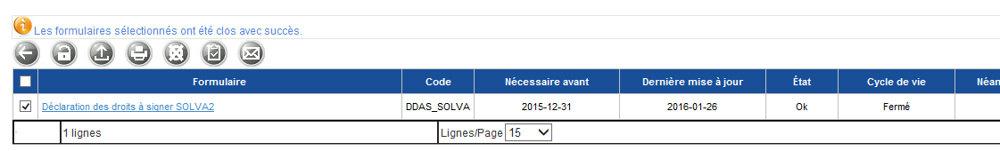 Les formulaires sélectionnés ont été clos avec succès.
Formulaire Code Nécessaire avant Dernière mise à jour État Cycle de vie Néan
Déclaration des droits à signer SOLVA2 DDAS_SOLVA 2015-12-31 2016-01-26 Ok Fermé
1 lignes Lignes/Page 15